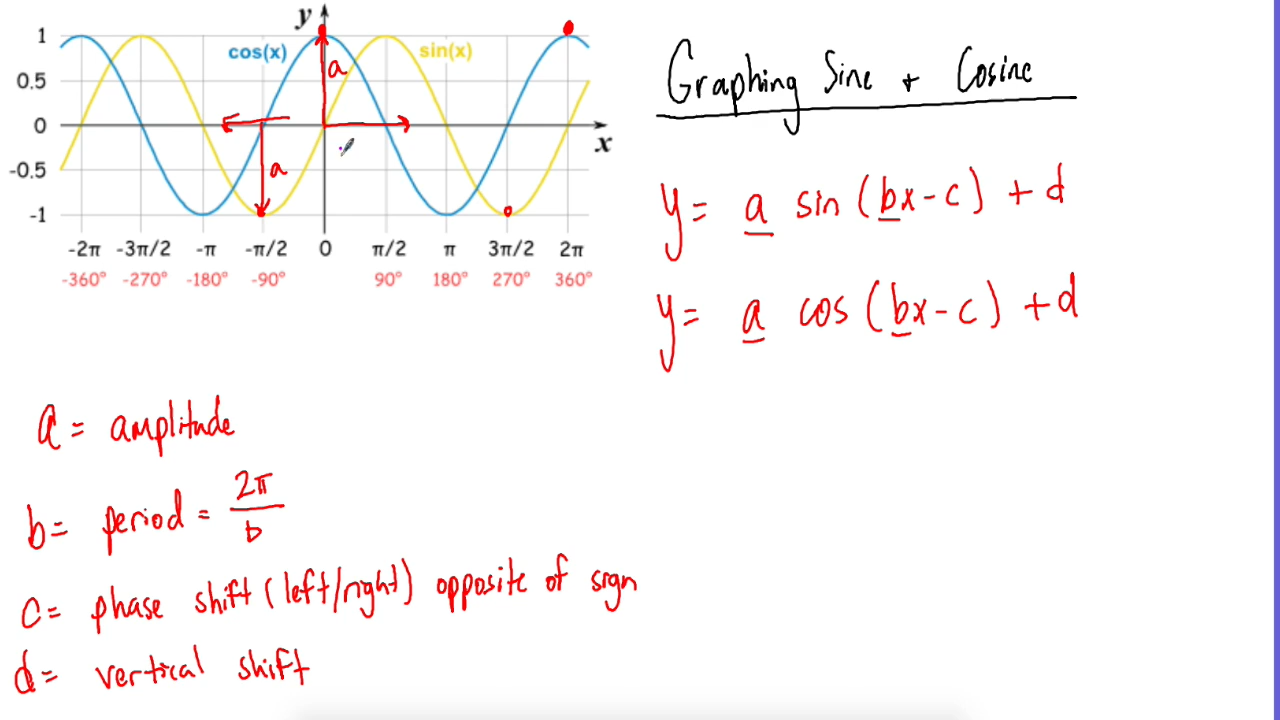 y
1
cos(x)
sin(x)
a
0.5
0
x
-0.5
a
-1
-2π -3π/2 -π -π/2 0 π/2 π 3π/2 2π
-360° -270° -180° -90° 90° 180° 270° 360°
Graphing Sine + Cosine
y= a sin (bx-c) + d
y= a cos (bx-c) + d
a= amplitude
b= period = 2π/b
c= phase shift (left/right) opposite of sign
d= vertical shift